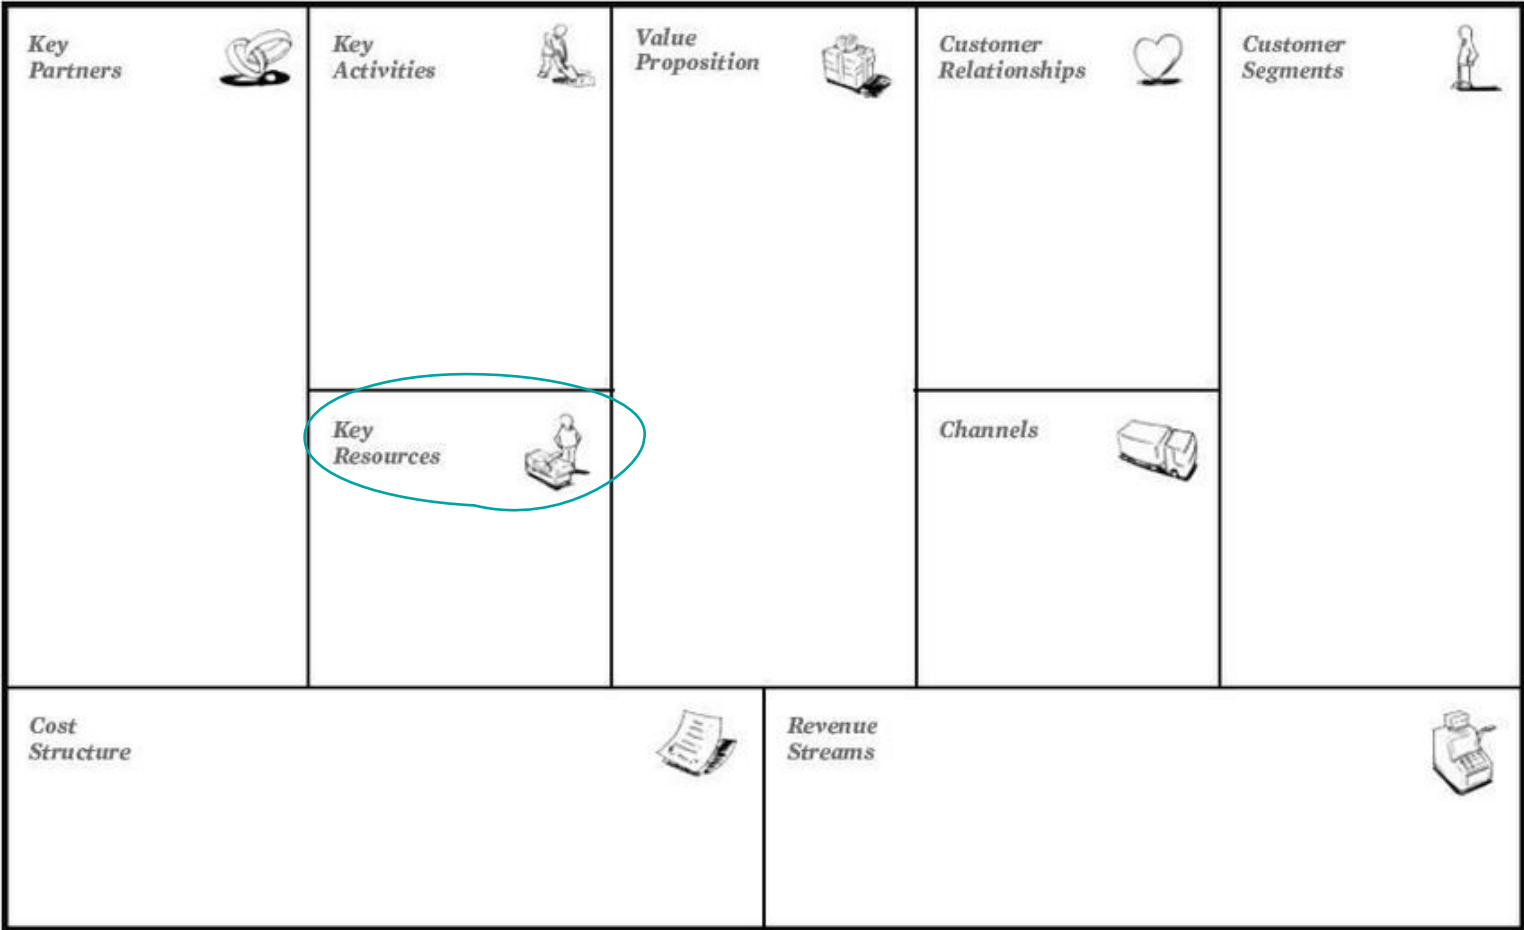 Key
Partners
Key
Activities
Value
Proposition
Customer
Relationships
Customer
Segments
Key
Resources
Channels
Cost
Structure
Revenue
Streams